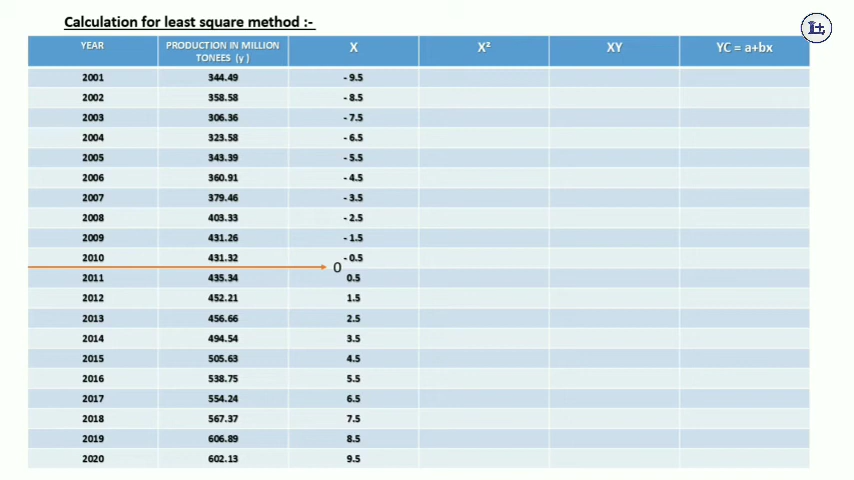 Calculation for least square method :-
YEAR PRODUCTION IN MILLION TONEES (y) X X² XY YC = a+bx
2001 344.49 - 9.5
2002 358.58 - 8.5
2003 306.36 - 7.5
2004 323.58 - 6.5
2005 343.39 - 5.5
2006 360.91 - 4.5
2007 379.46 - 3.5
2008 403.33 - 2.5
2009 431.26 - 1.5
2010 431.32 - 0.5
0
2011 435.34 0.5
2012 452.21 1.5
2013 456.66 2.5
2014 494.54 3.5
2015 505.63 4.5
2016 538.75 5.5
2017 554.24 6.5
2018 567.37 7.5
2019 606.89 8.5
2020 602.13 9.5